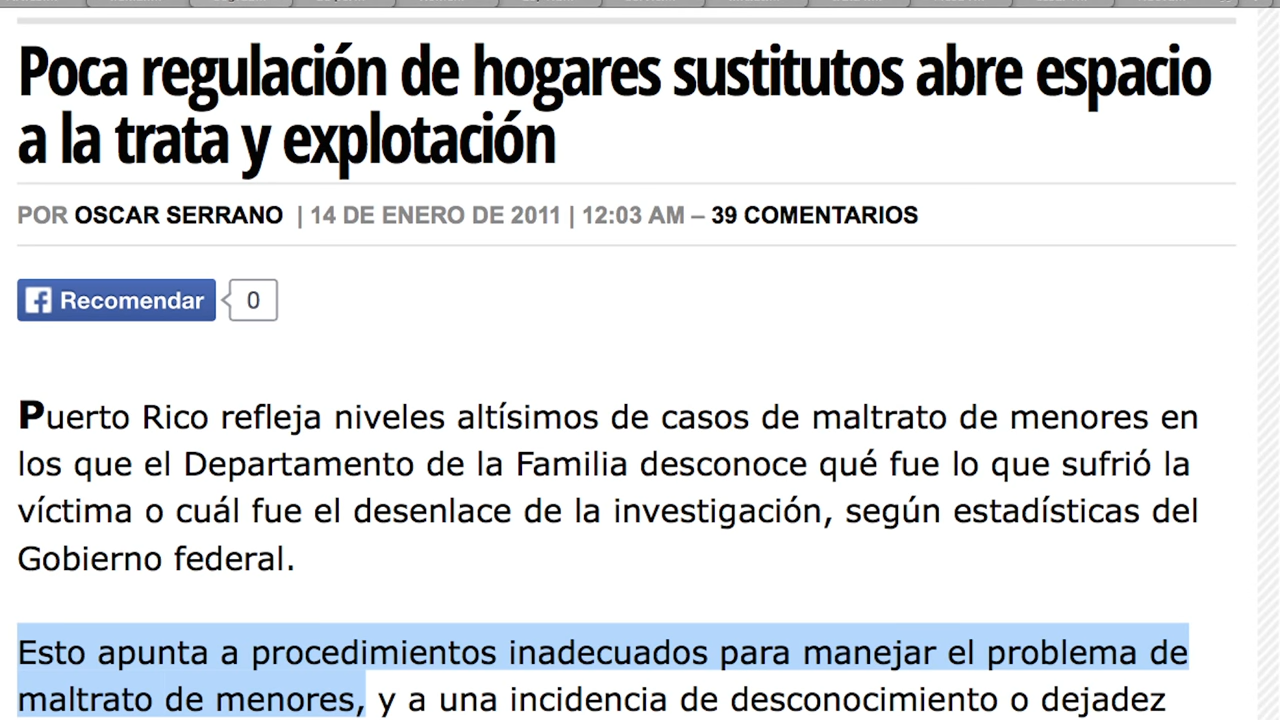 Poca regulación de hogares sustitutos abre espacio
a la trata y explotación
POR OSCAR SERRANO | 14 DE ENERO DE 2011 | 12:03 AM – 39 COMENTARIOS
Recomendar 0
Puerto Rico refleja niveles altísimos de casos de maltrato de menores en
los que el Departamento de la Familia desconoce qué fue lo que sufrió la
víctima o cuál fue el desenlace de la investigación, según estadísticas del
Gobierno federal.
Esto apunta a procedimientos inadecuados para manejar el problema de
maltrato de menores, y a una incidencia de desconocimiento o dejadez